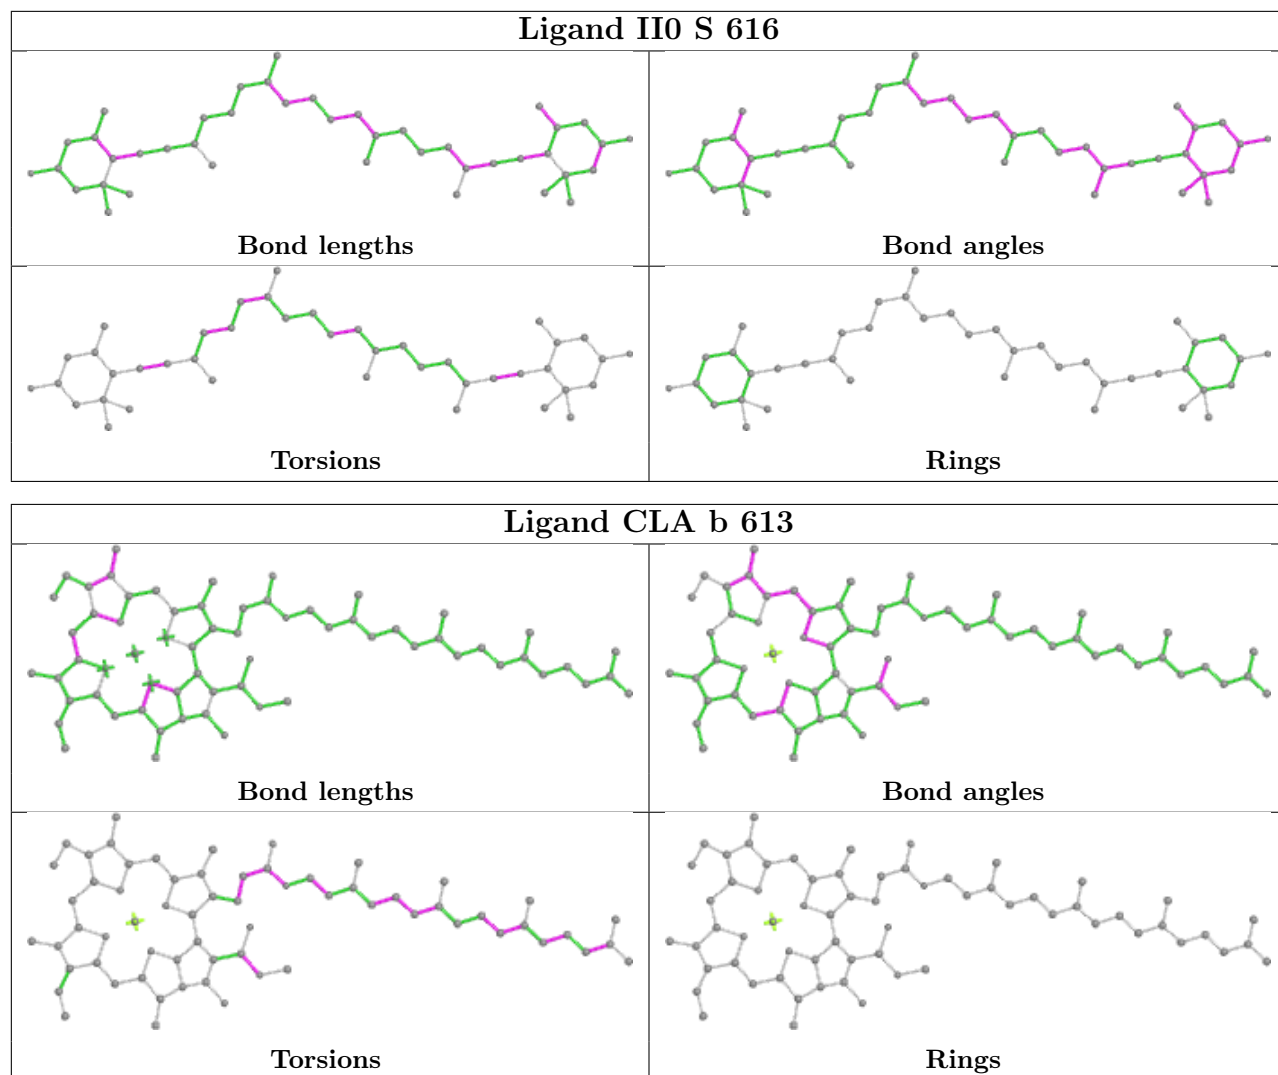 Ligand II0 S 616
Bond lengths
Bond angles
Torsions
Rings
Ligand CLA b 613
Bond lengths
Bond angles
Torsions
Rings